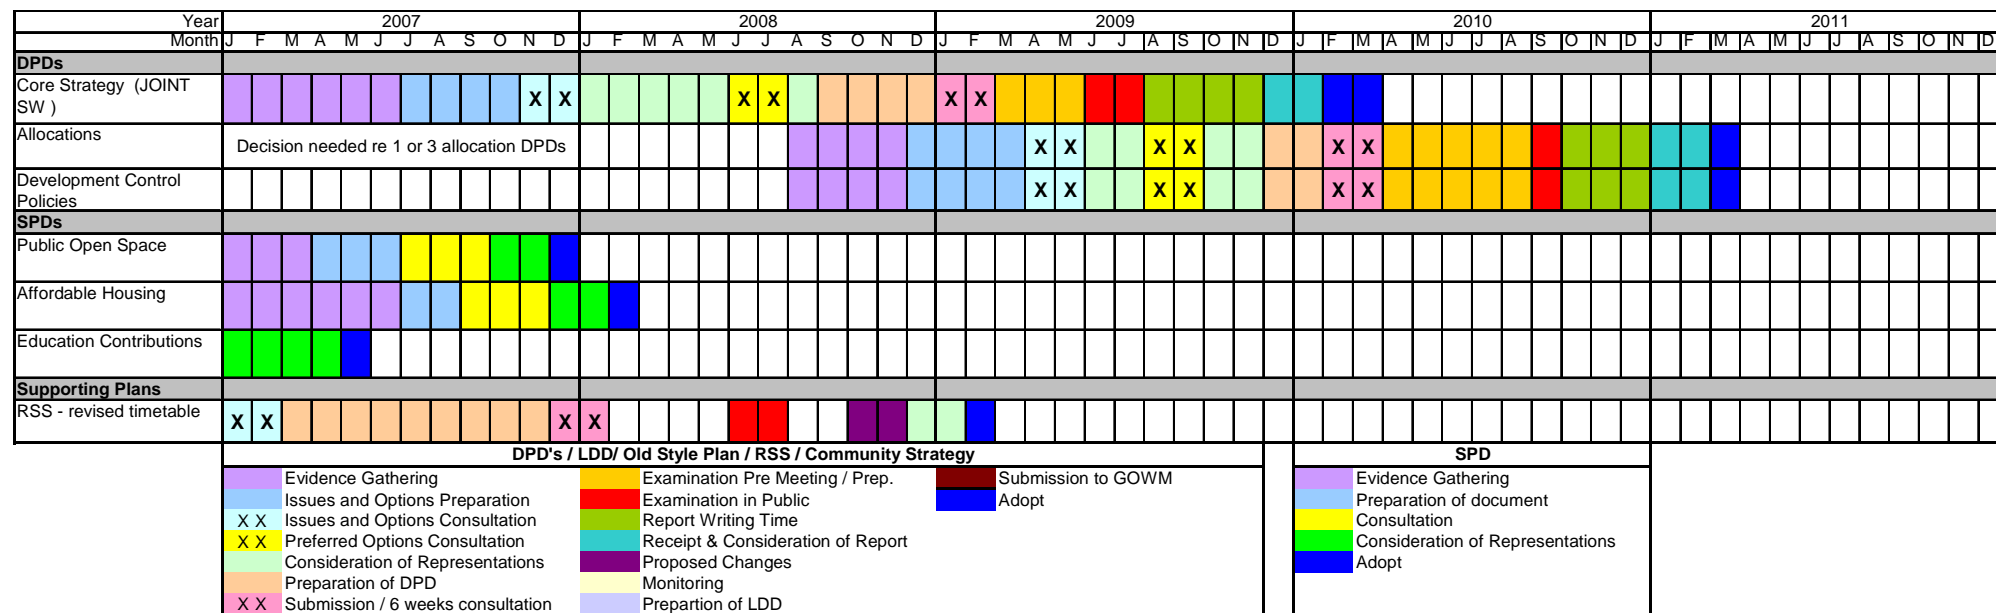 Year 2007 2008 2009 2010 2011
Month J F M A M J J A S O N D J F M A M J J A S O N D J F M A M J J A S O N D J F M A M J J A S O N D J F M A M J J A S O N D
DPDs
Core Strategy (JOINT
SW )
X X X X X X
Allocations
Decision needed re 1 or 3 allocation DPDs X X X X X X
Development Control
Policies
X X X X X X
SPDs
Public Open Space
Affordable Housing
Education Contributions
Supporting Plans
RSS - revised timetable
X X X X
DPD's / LDD/ Old Style Plan / RSS / Community Strategy SPD
Evidence Gathering Examination Pre Meeting / Prep. Submission to GOWM Evidence Gathering
Issues and Options Preparation Examination in Public Adopt Preparation of document
X X Issues and Options Consultation Report Writing Time Consultation
X X Preferred Options Consultation Receipt & Consideration of Report Consideration of Representations
Consideration of Representations Proposed Changes Adopt
Preparation of DPD Monitoring
X X Submission / 6 weeks consultation Prepartion of LDD